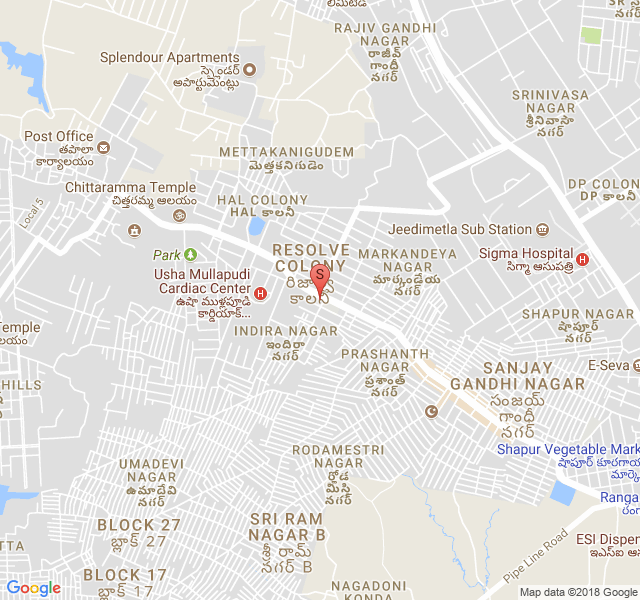 లిమిటెడ్
RAJIV GANDHI
NAGAR
రాజీవ్
గాంధీ
నగర్
Splendour Apartments
స్ప్లెండర్
అపార్టుమెంట్లు
SRINIVASA
NAGAR
శ్రీనివాసా
నగర్
Post Office
తపాలా
కార్యాలయం
METTAKANIGUDEM
మెత్తకనిగుడెం
Chittaramma Temple
చిత్తరమ్మ ఆలయం
Local 5
HAL COLONY
HAL కాలనీ
DP COLON
DP కాలనీ
Jeedimetla Sub Station
RESOLVE
COLONY
కాలనీ
S
MARKANDEYA
NAGAR
మార్కండేయ
నగర్
Sigma Hospital
సిగ్మా ఆసుపత్రి
Park
Usha Mullapudi
Cardiac Center
ఉషా ముళ్లపూడి
కార్డియాక్...
SHAPUR NAGAR
షాపూర్
నగర్
INDIRA NAGAR
ఇందిరా
నగర్
Temple
PRASHANTH
NAGAR
ప్రశాంత్
నగర్
E-Seva
SANJAY
GANDHI NAGAR
సంజయ్
గాంధీ
నగర్
HILLS
RODAMESTRI
NAGAR
రోడ
మిస్త్రి
నగర్
Shapur Vegetable Mark
షాపూర్ కూరగాయ
మార్కె
UMADEVI
NAGAR
ఉమాదేవి
నగర్
Ranga
రంగ
BLOCK 27
బ్లాక్ 27
SRI RAM
NAGAR B
శ్రీ రామ్
నగర్ B
Pipe Line Road
ESI Dispen
ఇఎస్ఐ
TTA
BLOCK 17
బ్లాక్ 17
NAGADONI
KONDA
Google
Map data ©2018 Google